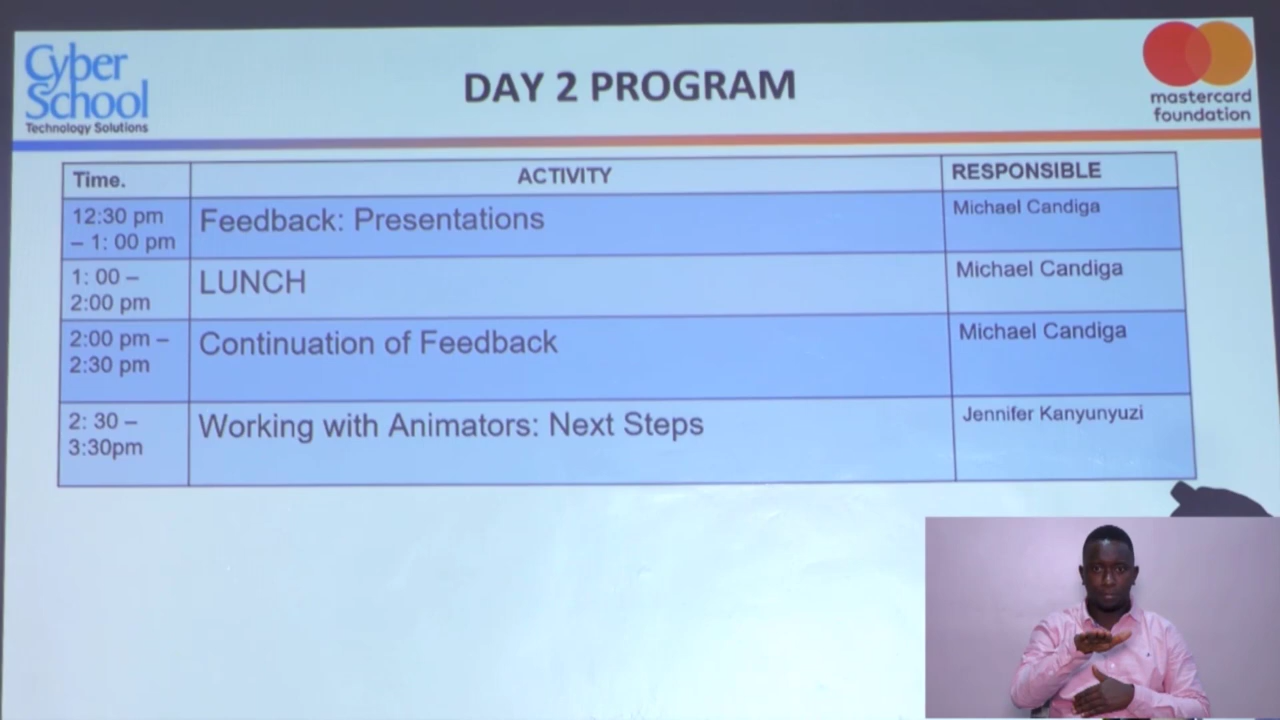 Cyber
School
Technology Solutions
DAY 2 PROGRAM
mastercard
foundation
Time.
ACTIVITY
RESPONSIBLE
12:30 pm
– 1: 00 pm
Feedback: Presentations
Michael Candiga
1: 00 –
2:00 pm
LUNCH
Michael Candiga
2:00 pm –
2:30 pm
Continuation of Feedback
Michael Candiga
2: 30 –
3:30pm
Working with Animators: Next Steps
Jennifer Kanyunyuzi